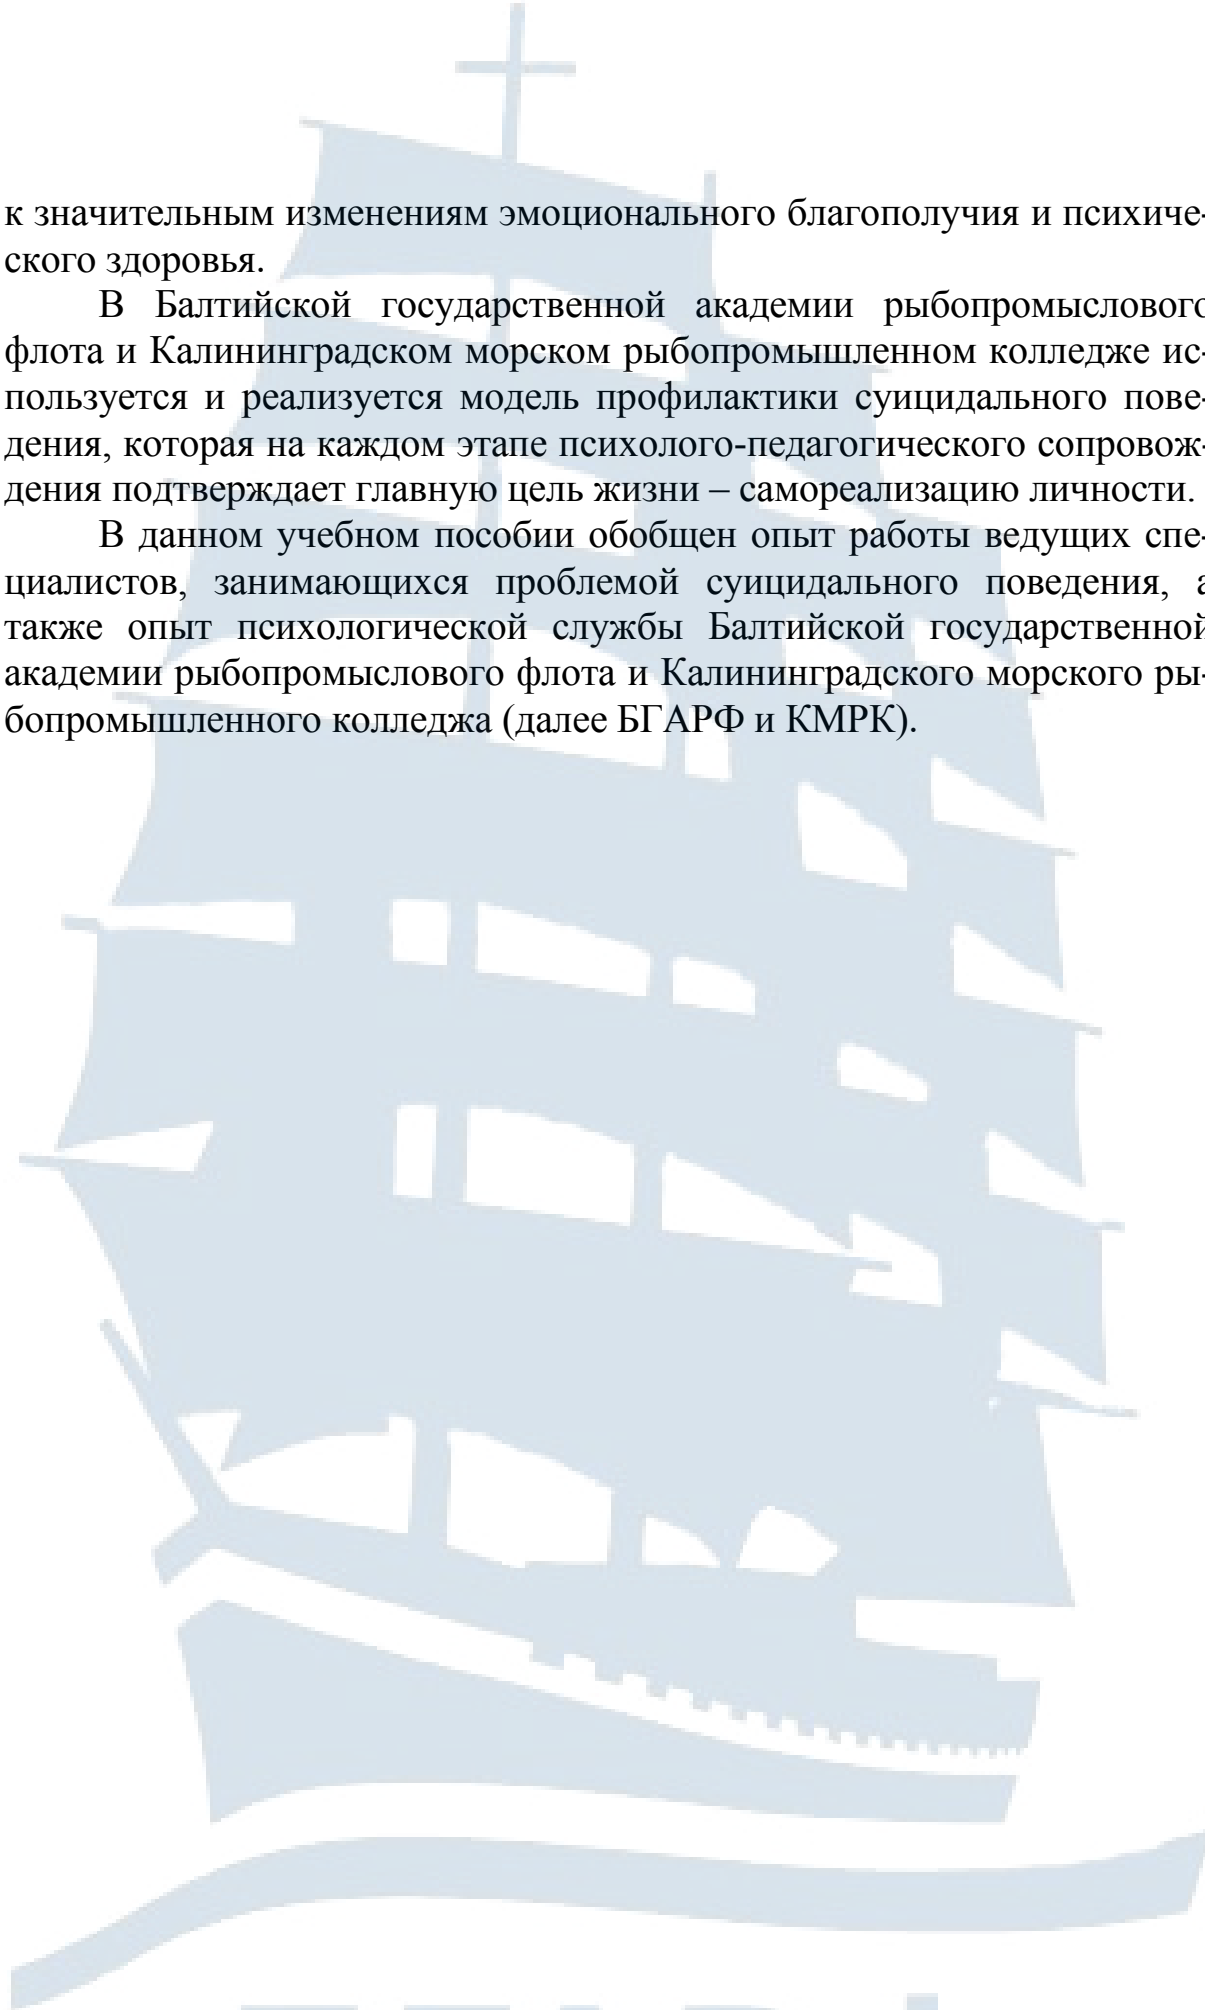 к значительным изменениям эмоционального благополучия и психиче-
ского здоровья.
В Балтийской государственной академии рыбопромыслового
флота и Калининградском морском рыбопромышленном колледже ис-
пользуется и реализуется модель профилактики суицидального пове-
дения, которая на каждом этапе психолого-педагогического сопровож-
дения подтверждает главную цель жизни – самореализацию личности.
В данном учебном пособии обобщен опыт работы ведущих спе-
циалистов, занимающихся проблемой суицидального поведения, а
также опыт психологической службы Балтийской государственной
академии рыбопромыслового флота и Калининградского морского ры-
бопромышленного колледжа (далее БГАРФ и КМРК).